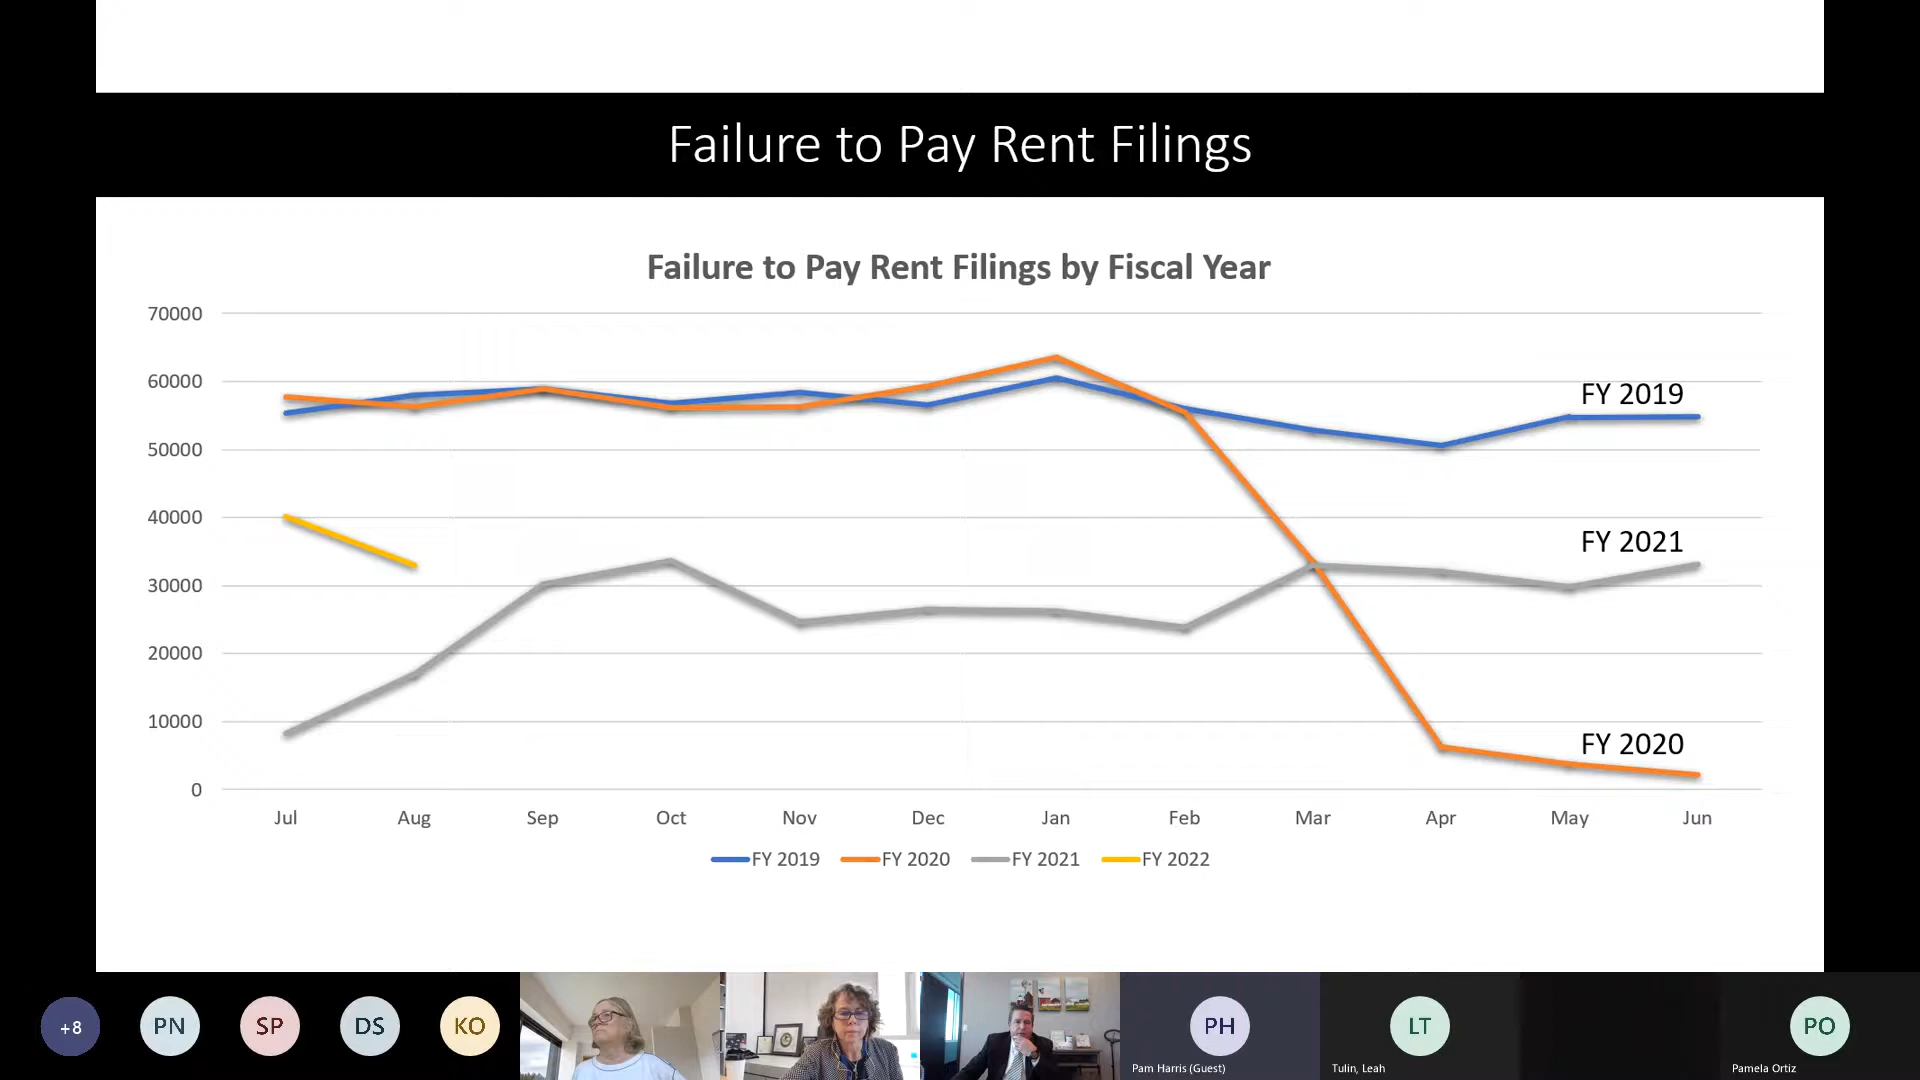 Failure to Pay Rent Filings
Failure to Pay Rent Filings by Fiscal Year
70000
60000
50000
40000
30000
20000
10000
0
FY 2019
FY 2021
FY 2020
Jul Aug Sep Oct Nov Dec Jan Feb Mar Apr May Jun
FY 2019 FY 2020 FY 2021 FY 2022
+8 PN SP DS KO PH LT PO
Pam Harris (Guest) Tulin, Leah Pamela Ortiz